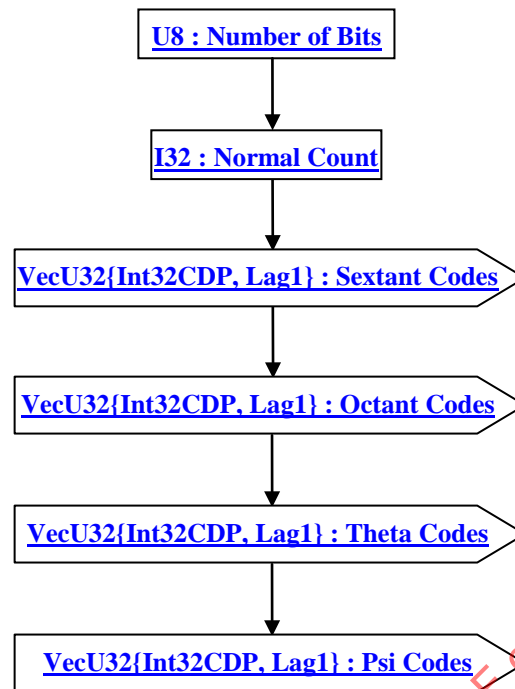 U8 : Number of Bits
I32 : Normal Count
VecU32{Int32CDP, Lag1} : Sextant Codes
VecU32{Int32CDP, Lag1} : Octant Codes
VecU32{Int32CDP, Lag1} : Theta Codes
VecU32{Int32CDP, Lag1} : Psi Codes